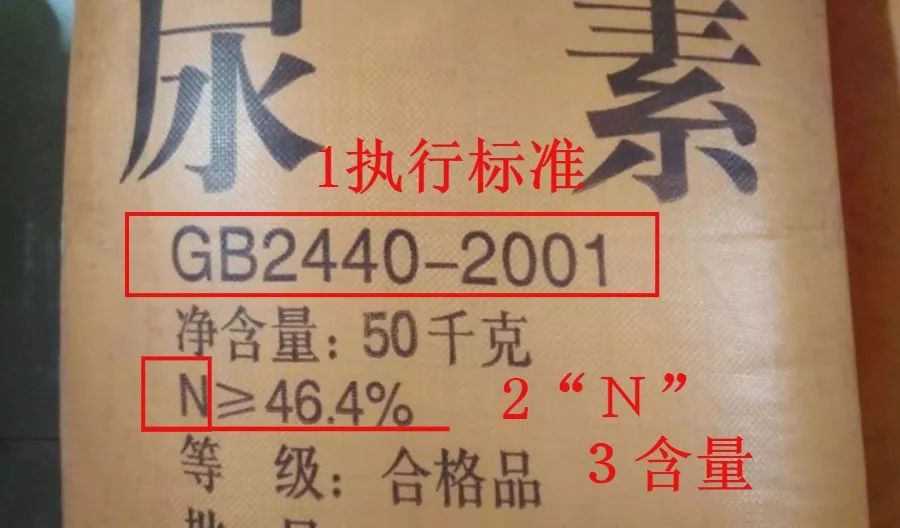 尿素
1执行标准
GB2440-2001
净含量：50千克
N≥46.4%
2“N”
3含量
等级：合格品